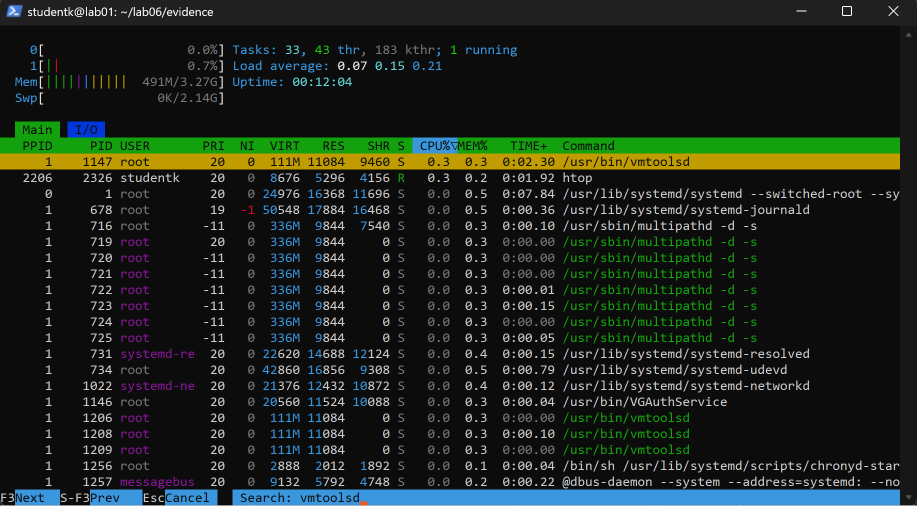 studentk@lab01: ~/lab06/evidence
0[ 0.0%] Tasks: 33, 43 thr, 183 kthr; 1 running
1[|| 0.7%] Load average: 0.07 0.15 0.21
Mem[||||||||||| 491M/3.27G] Uptime: 00:12:04
Swp[ 0K/2.14G]
Main I/O
PPID PID USER PRI NI VIRT RES SHR S CPU%▽MEM% TIME+ Command
1 1147 root 20 0 111M 11084 9460 S 0.3 0.3 0:02.30 /usr/bin/vmtoolsd
2206 2326 studentk 20 0 8676 5296 4156 R 0.3 0.2 0:01.92 htop
0 1 root 20 0 24976 16368 11696 S 0.0 0.5 0:07.84 /usr/lib/systemd/systemd --switched-root --sy
1 678 root 19 -1 50548 17884 16468 S 0.0 0.5 0:00.36 /usr/lib/systemd/systemd-journald
1 716 root -11 0 336M 9844 7540 S 0.0 0.3 0:00.10 /usr/sbin/multipathd -d -s
1 719 root 20 0 336M 9844 0 S 0.0 0.3 0:00.00 /usr/sbin/multipathd -d -s
1 720 root -11 0 336M 9844 0 S 0.0 0.3 0:00.00 /usr/sbin/multipathd -d -s
1 721 root -11 0 336M 9844 0 S 0.0 0.3 0:00.00 /usr/sbin/multipathd -d -s
1 722 root -11 0 336M 9844 0 S 0.0 0.3 0:00.01 /usr/sbin/multipathd -d -s
1 723 root -11 0 336M 9844 0 S 0.0 0.3 0:00.15 /usr/sbin/multipathd -d -s
1 724 root -11 0 336M 9844 0 S 0.0 0.3 0:00.00 /usr/sbin/multipathd -d -s
1 725 root -11 0 336M 9844 0 S 0.0 0.3 0:00.05 /usr/sbin/multipathd -d -s
1 731 systemd-re 20 0 22620 14688 12124 S 0.0 0.4 0:00.15 /usr/lib/systemd/systemd-resolved
1 734 root 20 0 42860 16856 9308 S 0.0 0.5 0:00.79 /usr/lib/systemd/systemd-udevd
1 1022 systemd-ne 20 0 21376 12432 10872 S 0.0 0.4 0:00.12 /usr/lib/systemd/systemd-networkd
1 1146 root 20 0 20560 11524 10088 S 0.0 0.3 0:00.04 /usr/bin/VGAuthService
1 1206 root 20 0 111M 11084 0 S 0.0 0.3 0:00.00 /usr/bin/vmtoolsd
1 1208 root 20 0 111M 11084 0 S 0.0 0.3 0:00.00 /usr/bin/vmtoolsd
1 1209 root 20 0 111M 11084 0 S 0.0 0.3 0:00.00 /usr/bin/vmtoolsd
1 1256 root 20 0 2888 2012 1892 S 0.0 0.1 0:00.04 /bin/sh /usr/lib/systemd/scripts/chronyd-star
1 1257 messagebus 20 0 9132 5792 4748 S 0.0 0.2 0:00.22 @dbus-daemon --system --address=systemd: --no
F3Next S-F3Prev EscCancel Search: vmtoolsd